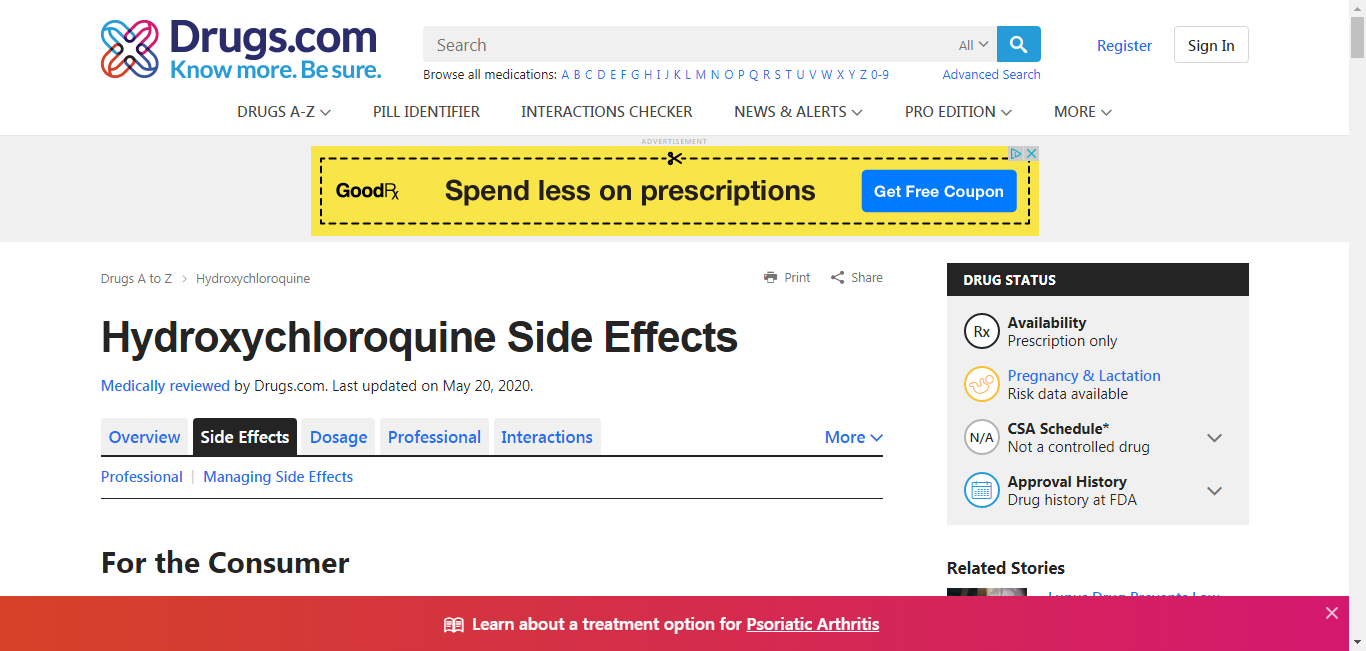 Drugs.com
Know more. Be sure.
Search
All
Register
Sign In
Browse all medications: A B C D E F G H I J K L M N O P Q R S T U V W X Y Z 0-9
Advanced Search
DRUGS A-Z
PILL IDENTIFIER
INTERACTIONS CHECKER
NEWS & ALERTS
PRO EDITION
MORE
ADVERTISEMENT
GoodRx
Spend less on prescriptions
Get Free Coupon
Drugs A to Z > Hydroxychloroquine
Print
Share
Hydroxychloroquine Side Effects
Medically reviewed by Drugs.com. Last updated on May 20, 2020.
Overview
Side Effects
Dosage
Professional
Interactions
More
Professional | Managing Side Effects
For the Consumer
DRUG STATUS
Rx
Availability
Prescription only
Pregnancy & Lactation
Risk data available
N/A
CSA Schedule*
Not a controlled drug
Approval History
Drug history at FDA
Related Stories
Lupus Drug Prevents Low
Learn about a treatment option for Psoriatic Arthritis